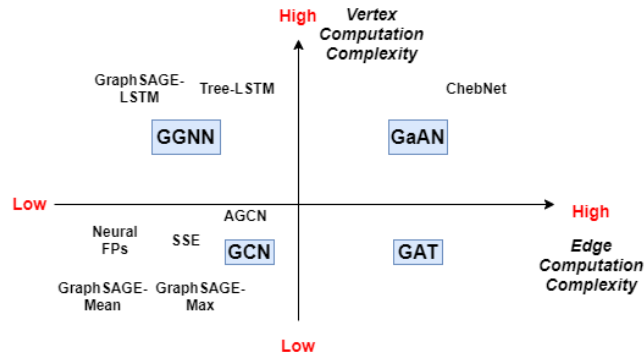 High
Vertex
Computation
Complexity
GraphSAGE-
LSTM
Tree-LSTM
ChebNet
GGNN
GaAN
Low
High
AGCN
Neural
FPs
SSE
GCN
GAT
Edge
Computation
Complexity
GraphSAGE-
Mean
GraphSAGE-
Max
Low